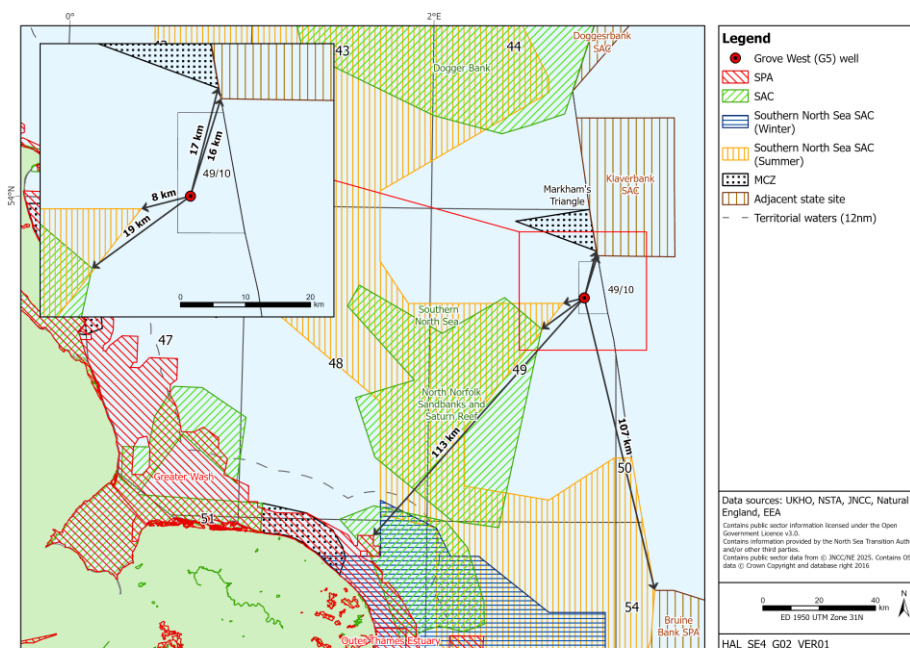 0°
2°E
54°N
43
44
Doggersbank
SAC
Dogger Bank
17 km
16 km
49/10
8 km
19 km
0
10
20
km
Klaverbank
SAC
Markham's
Triangle
49/10
Southern
North Sea
47
48
49
North Norfolk
Sandbanks and
Saturn Reef
113 km
107 km
50
Greater Wash
51
54
Bruine
Bank SPA
Outer Thames Estuary
Legend
Grove West (G5) well
SPA
SAC
Southern North Sea SAC
(Winter)
Southern North Sea SAC
(Summer)
MCZ
Adjacent state site
Territorial waters (12nm)
Data sources: UKHO, NSTA, JNCC, Natural
England, EEA
Contains public sector information licensed under the Open
Government Licence v3.0.
Contains information provided by the North Sea Transition Auth
and/or other third parties.
Contains public sector data from © JNCC/NE 2025. Contains OS
data © Crown Copyright and database right 2016
0
20
40
km
N
ED 1950 UTM Zone 31N
HAL_SE4_G02_VER01